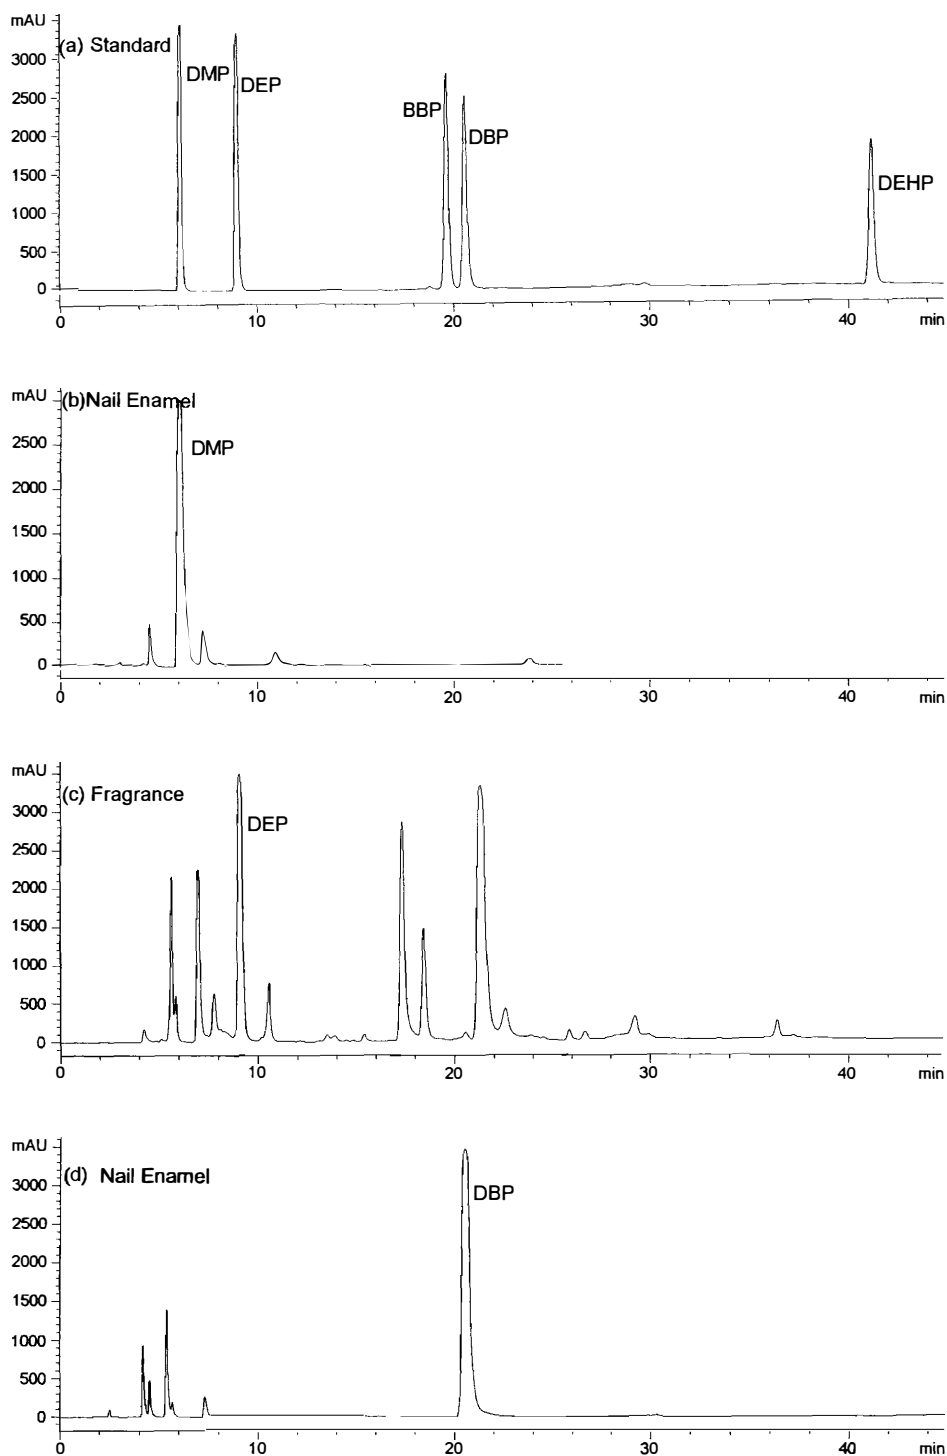 mAU
(a) Standard
DMP
DEP
BBP
DBP
DEHP
3000
2500
2000
1500
1000
500
0
0 10 20 30 40 min
mAU
(b)Nail Enamel
DMP
2500
2000
1500
1000
500
0
0 10 20 30 40 min
mAU
(c) Fragrance
DEP
3000
2500
2000
1500
1000
500
0
0 10 20 30 40 min
mAU
(d) Nail Enamel
DBP
3000
2500
2000
1500
1000
500
0
0 10 20 30 40 min